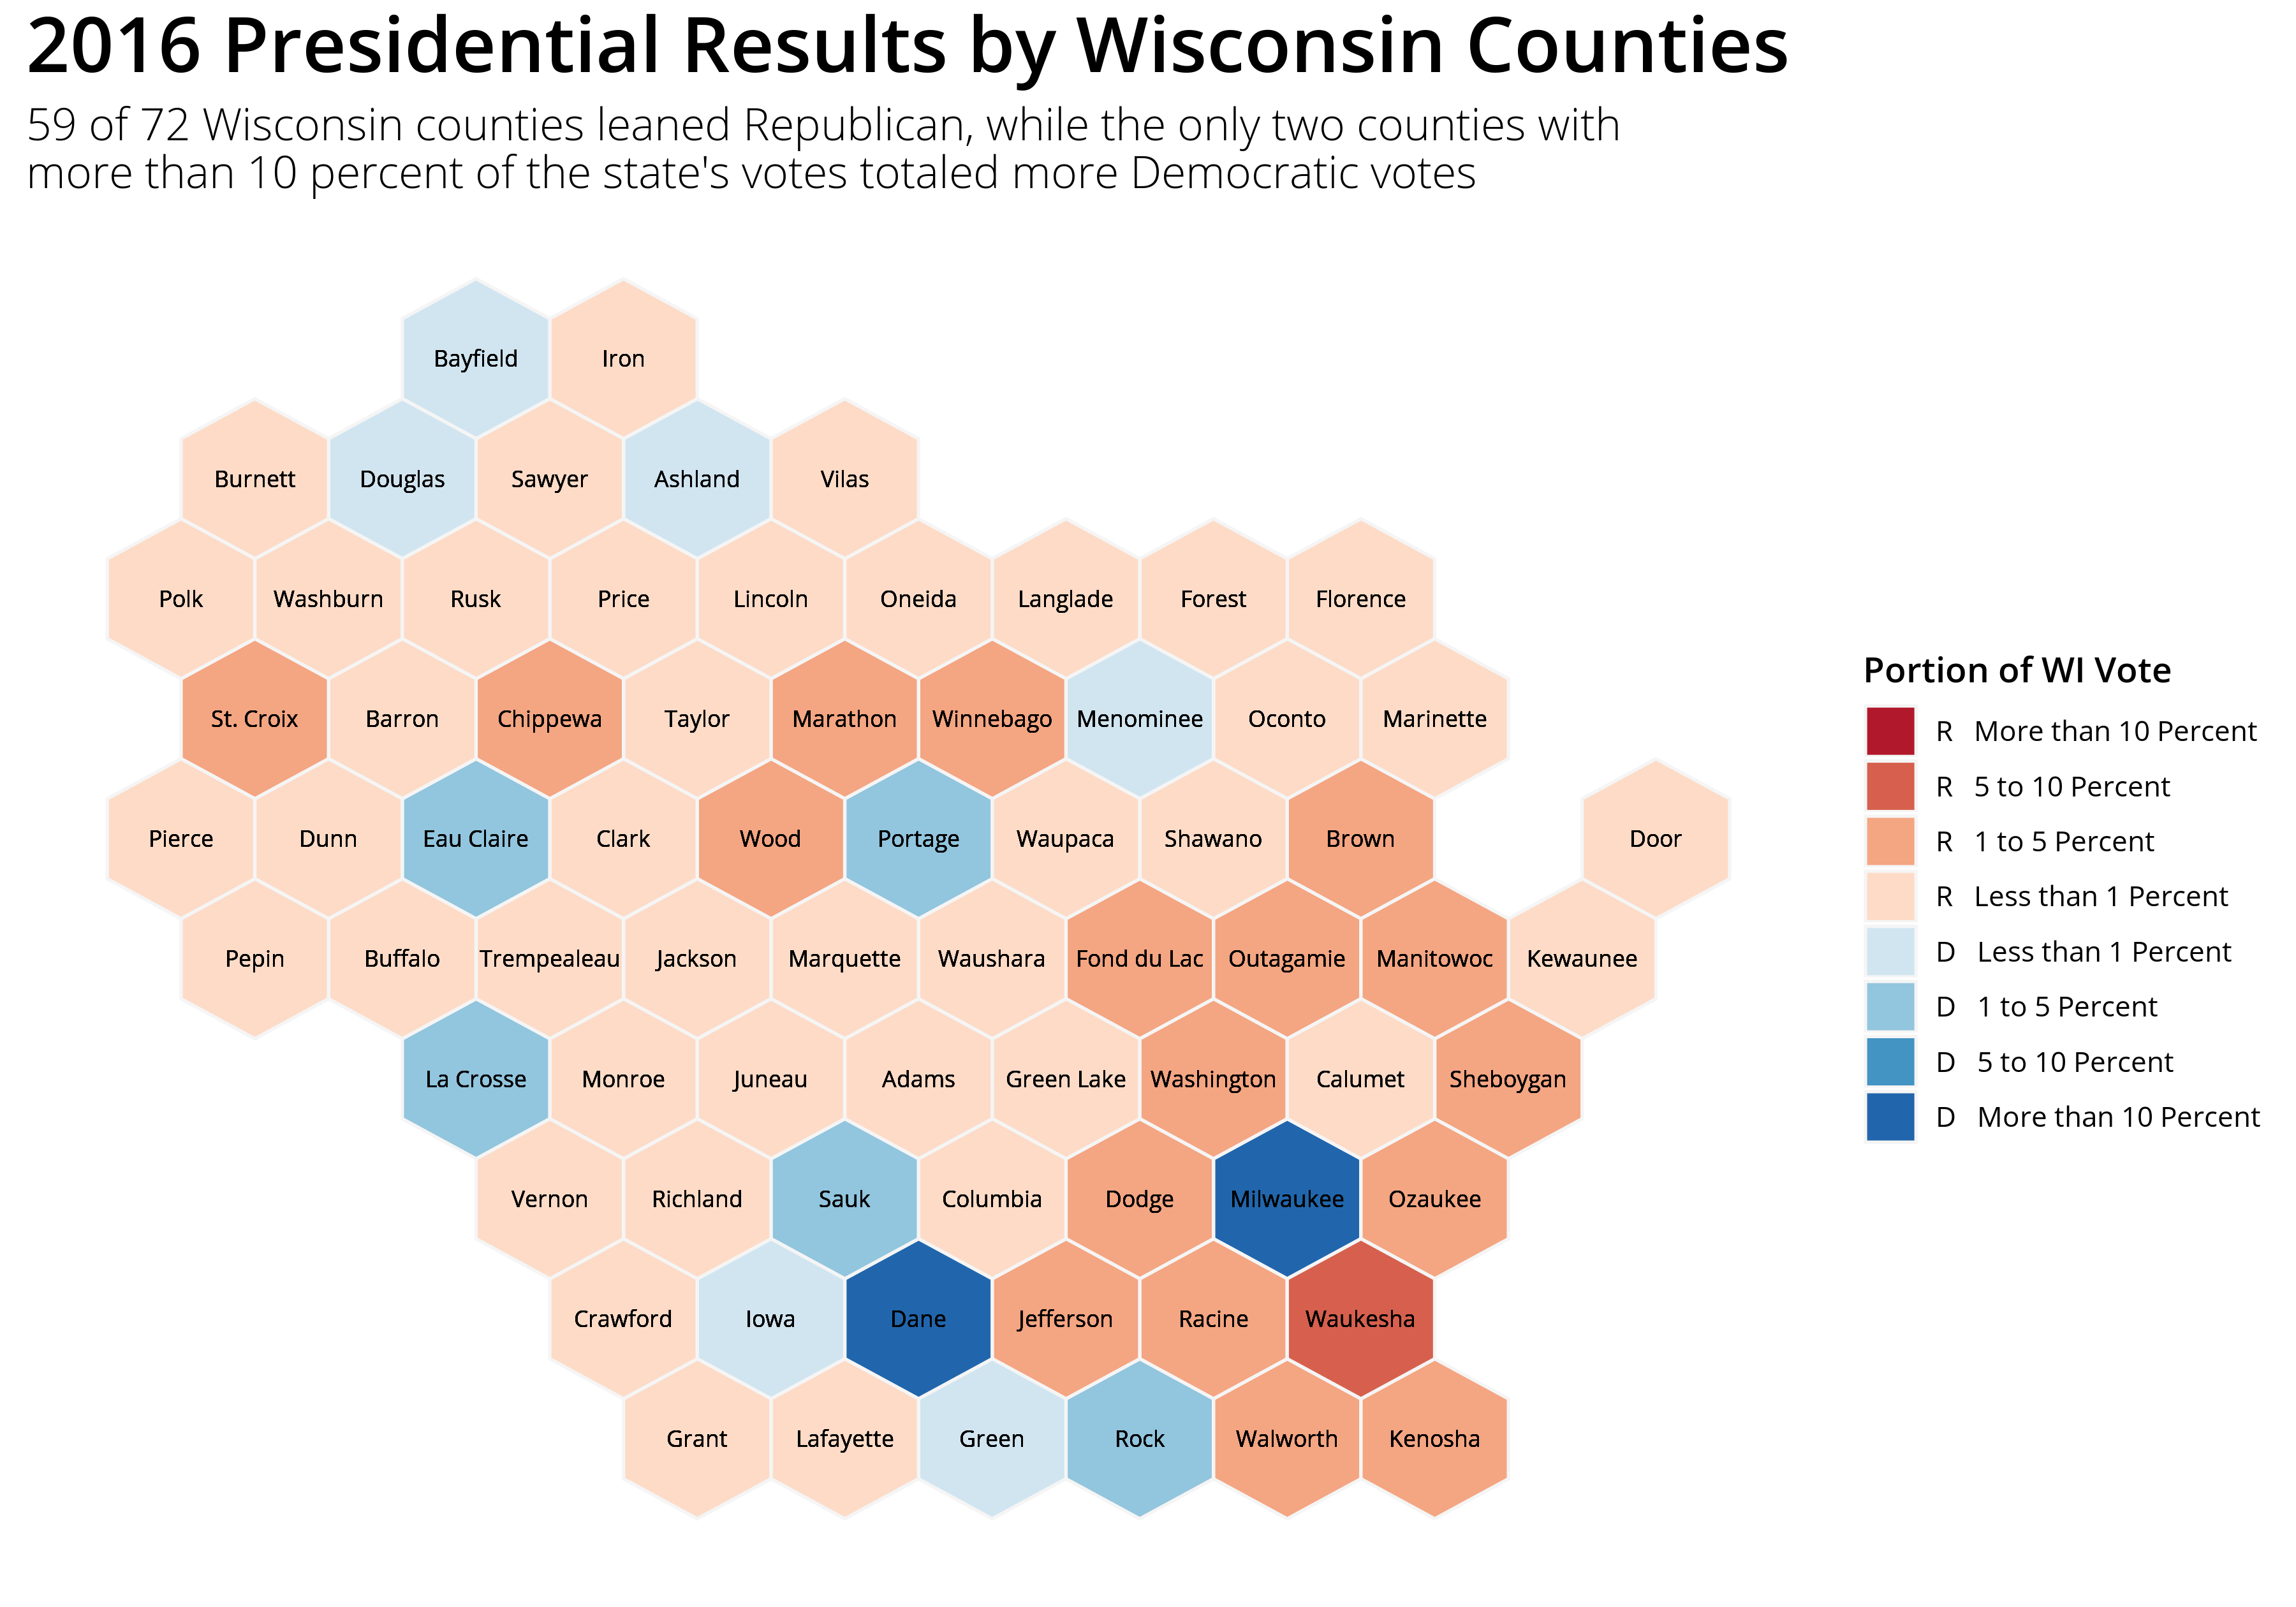 2016 Presidential Results by Wisconsin Counties
59 of 72 Wisconsin counties leaned Republican, while the only two counties with
more than 10 percent of the state's votes totaled more Democratic votes
Bayfield Iron
Burnett Douglas Sawyer Ashland Vilas
Polk Washburn Rusk Price Lincoln Oneida Langlade Forest Florence
St. Croix Barron Chippewa Taylor Marathon Winnebago Menominee Oconto Marinette
Pierce Dunn Eau Claire Clark Wood Portage Waupaca Shawano Brown Door
Pepin Buffalo Trempealeau Jackson Marquette Waushara Fond du Lac Outagamie Manitowoc Kewaunee
La Crosse Monroe Juneau Adams Green Lake Washington Calumet Sheboygan
Vernon Richland Sauk Columbia Dodge Milwaukee Ozaukee
Crawford Iowa Dane Jefferson Racine Waukesha
Grant Lafayette Green Rock Walworth Kenosha
Portion of WI Vote
R More than 10 Percent
R 5 to 10 Percent
R 1 to 5 Percent
R Less than 1 Percent
D Less than 1 Percent
D 1 to 5 Percent
D 5 to 10 Percent
D More than 10 Percent